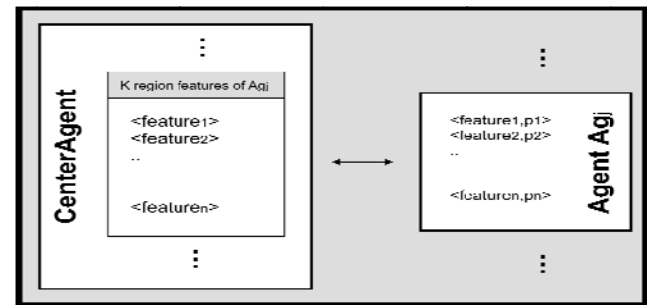 ⋮
CenterAgent
K region features of Agj
<feature1>
<feature2>
..
<featuren>
⋮
⋮
Agent Agj
<feature1,p1>
<feature2,p2>
..
<featuren,pn>
⋮